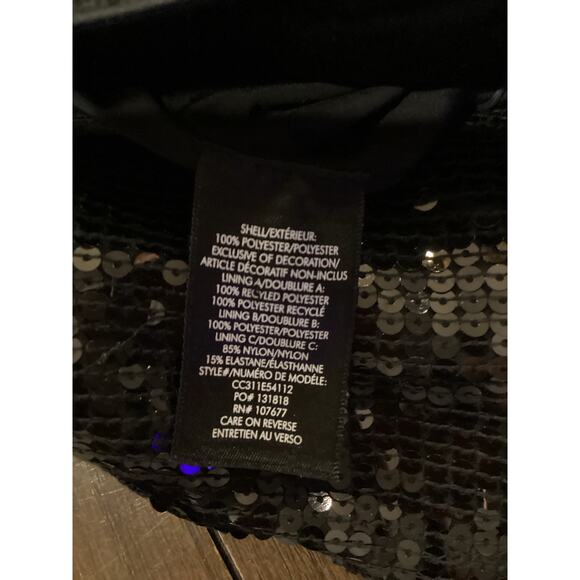 SHELL/EXTÉRIEUR:
100% POLYESTER/POLYESTER
EXCLUSIVE OF DECORATION/
ARTICLE DÉCORATIF NON-INCLUS
LINING A/DOUBLURE A:
100% RECYLED POLYESTER
100% POLYESTER RECYCLÉ
LINING B/DOUBLURE B:
100% POLYESTER/POLYESTER
LINING C/DOUBLURE C:
85% NYLON/NYLON
15% ELASTANE/ÉLASTHANNE
STYLE#/NUMÉRO DE MODÉLE:
CC311E54112
PO# 131818
RN# 107677
CARE ON REVERSE
ENTRETIEN AU VERSO